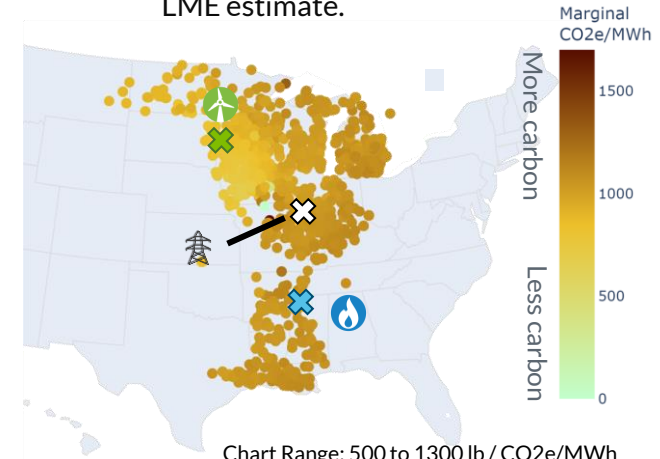 LME estimate.
Marginal
CO2e/MWh
More carbon
1500
1000
500
Less carbon
0
Chart Range: 500 to 1300 lb / CO2e/MWh